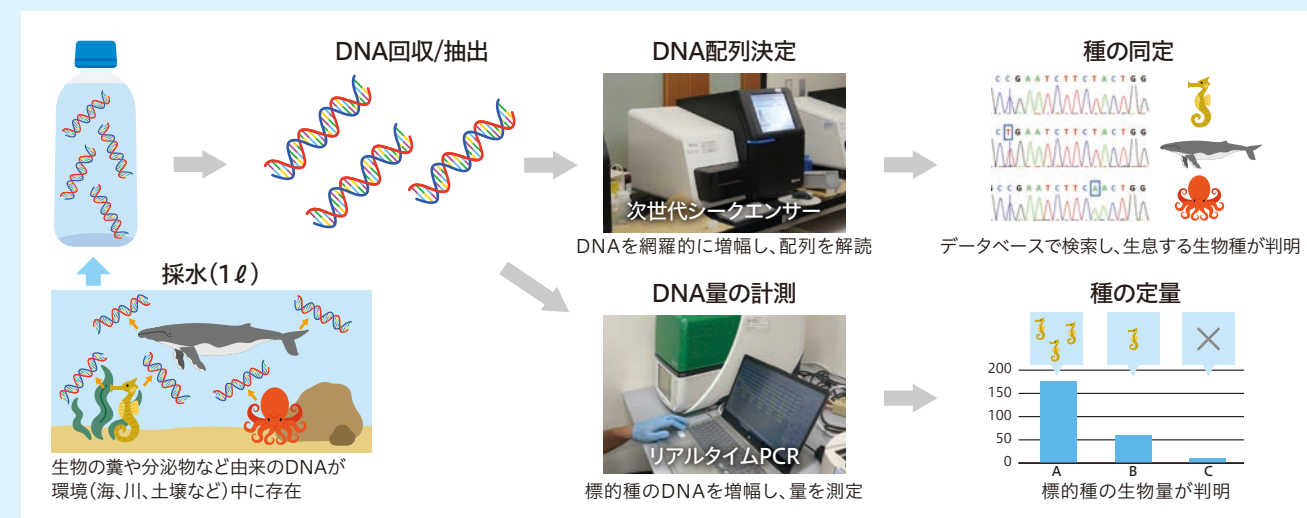 DNA回収/抽出
DNA配列決定
種の同定
C C G A A T C T T C T A C T G G
C T G A A T C T T C T A C T G G
C C G A A T C T T C A A C T G G
次世代シークエンサー
DNAを網羅的に増幅し、配列を解読
データベースで検索し、生息する生物種が判明
採水(1ℓ)
生物の糞や分泌物など由来のDNAが
環境(海、川、土壌など)中に存在
DNA量の計測
リアルタイムPCR
標的種のDNAを増幅し、量を測定
種の定量
200
150
100
50
0
A B C
標的種の生物量が判明